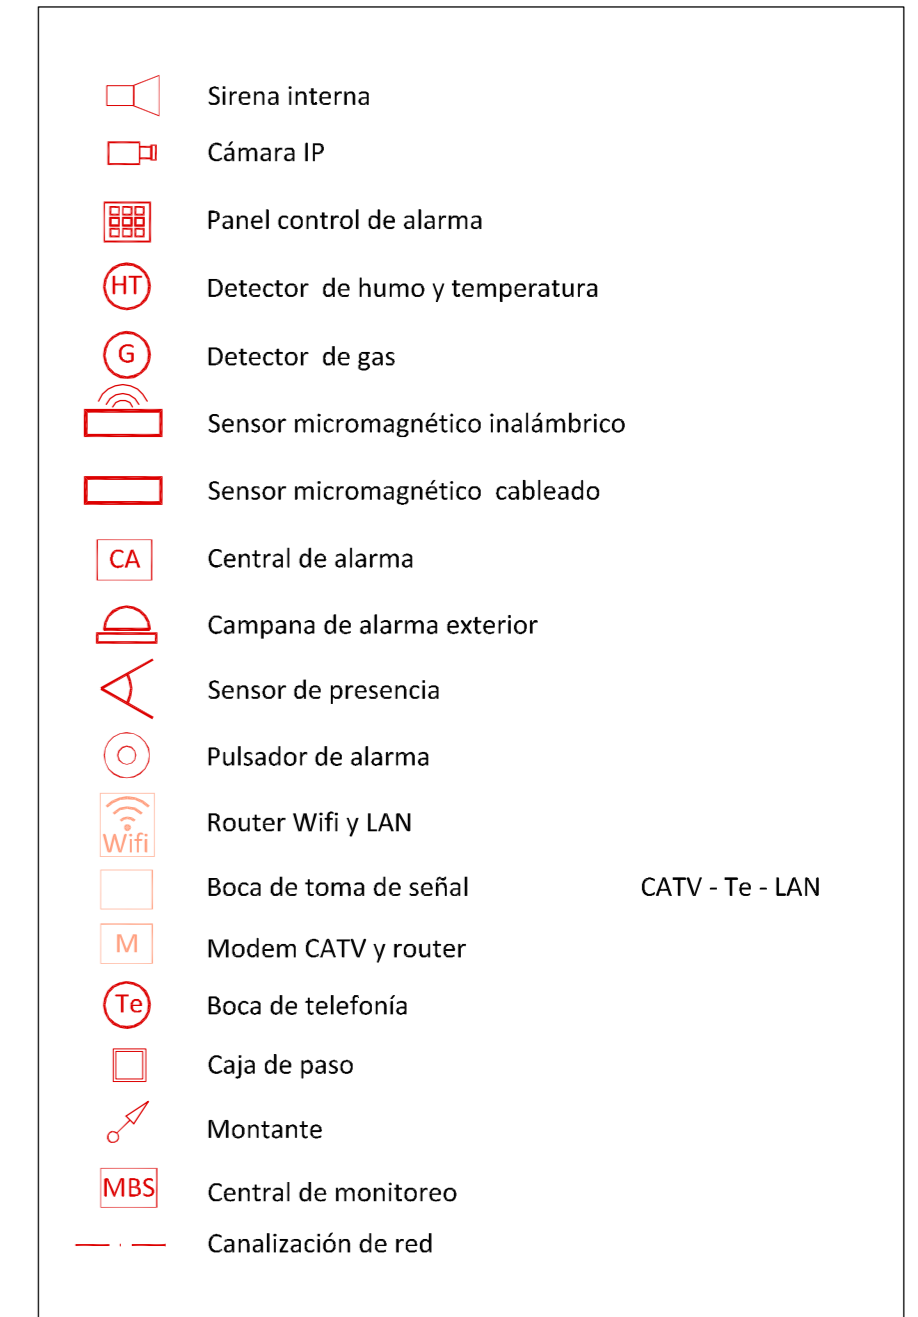 Sirena interna
Cámara IP
Panel control de alarma
HT Detector de humo y temperatura
G Detector de gas
Sensor micromagnético inalámbrico
Sensor micromagnético cableado
CA Central de alarma
Campana de alarma exterior
Sensor de presencia
Pulsador de alarma
Wifi Router Wifi y LAN
Boca de toma de señal CATV - Te - LAN
M Modem CATV y router
Te Boca de telefonía
Caja de paso
Montante
MBS Central de monitoreo
Canalización de red